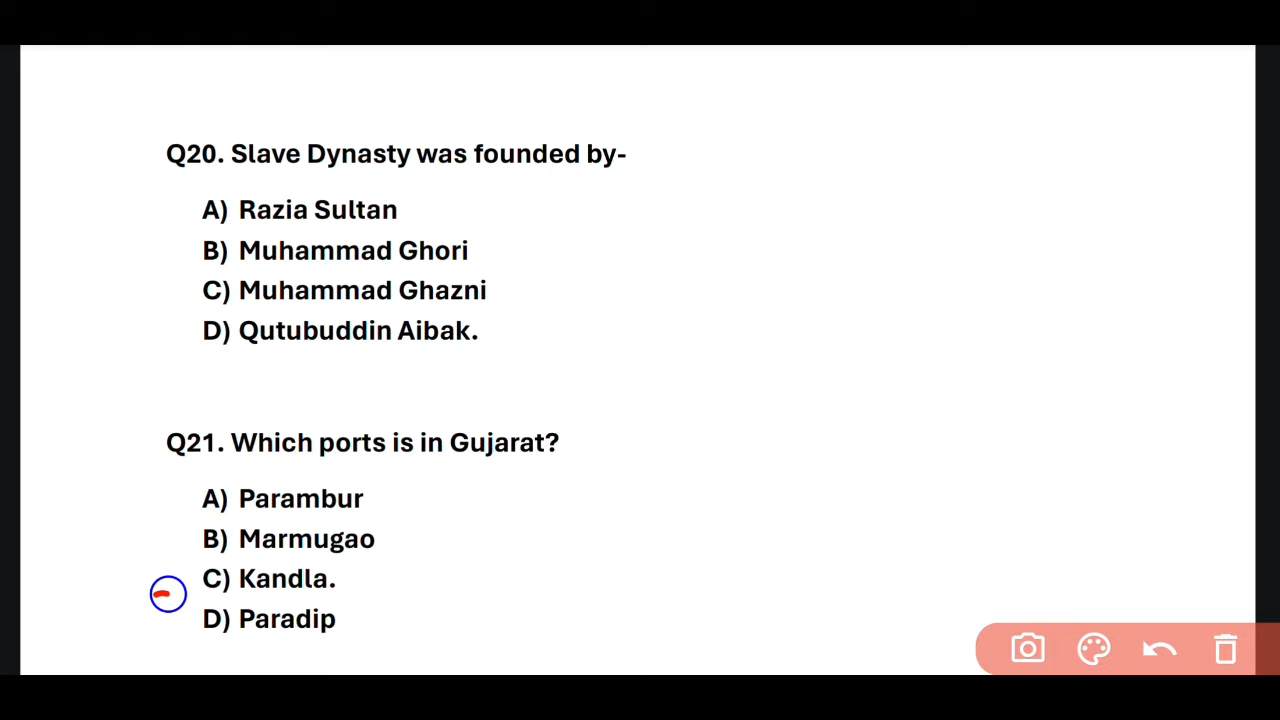 Q20. Slave Dynasty was founded by-
A) Razia Sultan
B) Muhammad Ghori
C) Muhammad Ghazni
D) Qutubuddin Aibak.
Q21. Which ports is in Gujarat?
A) Parambur
B) Marmugao
C) Kandla.
D) Paradip